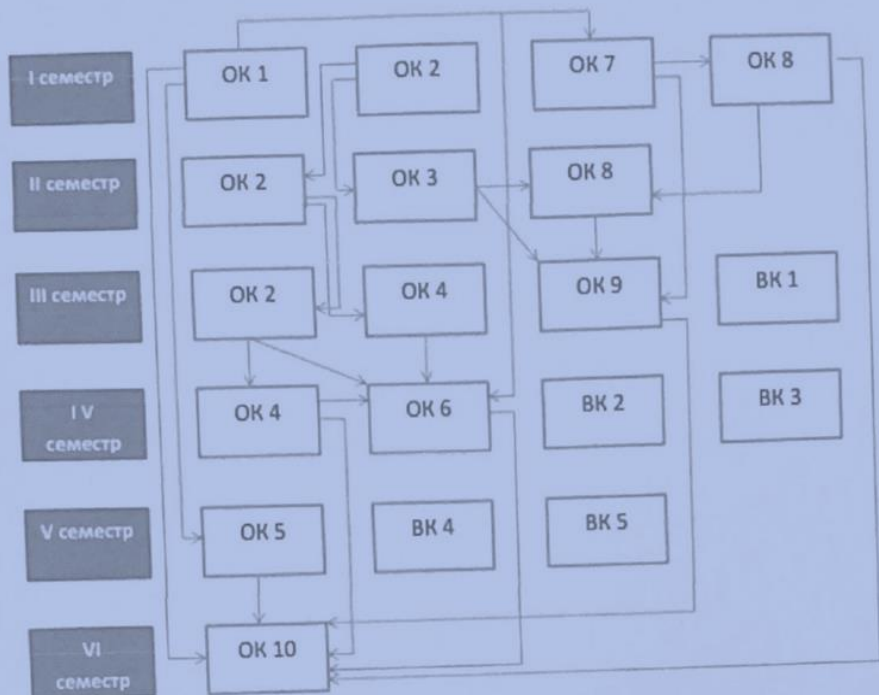 I семестр
ОК 1
ОК 2
ОК 7
ОК 8
II семестр
ОК 2
ОК 3
ОК 8
III семестр
ОК 2
ОК 4
ОК 9
ВК 1
I V
семестр
ОК 4
ОК 6
ВК 2
ВК 3
V семестр
ОК 5
ВК 4
ВК 5
VI
семестр
ОК 10